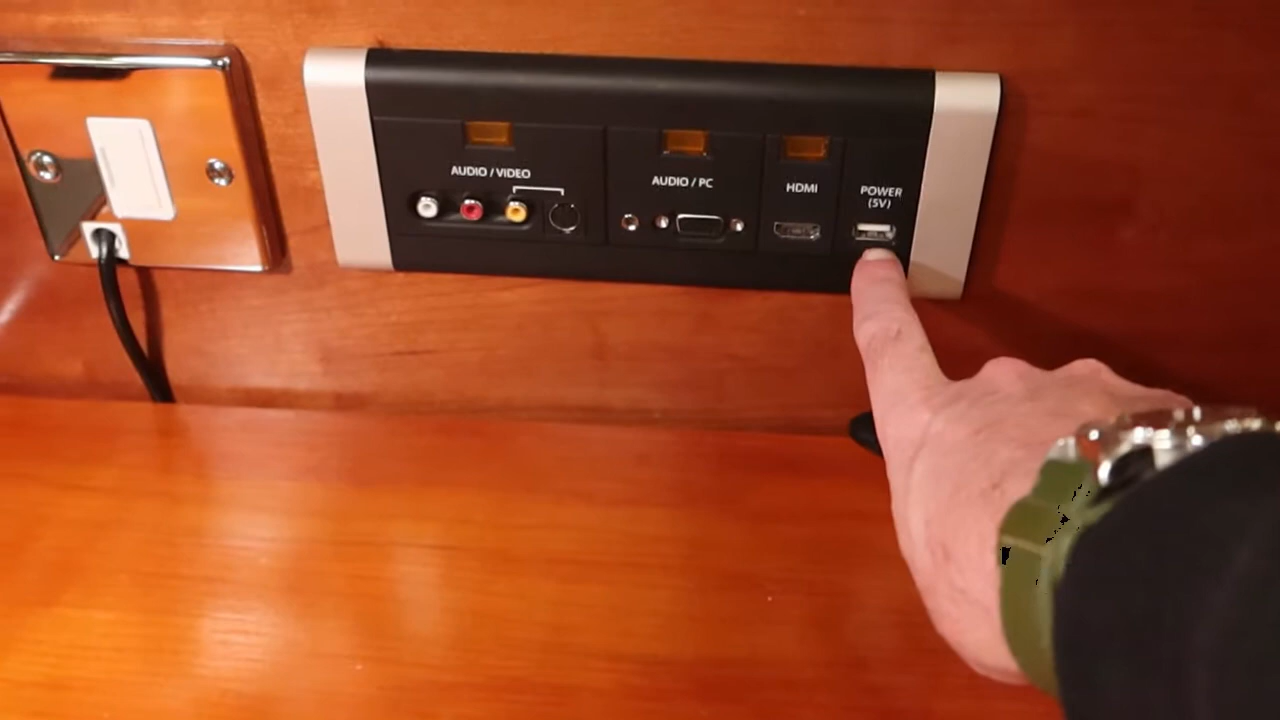 AUDIO / VIDEO
AUDIO / PC
HDMI
POWER
(5V)